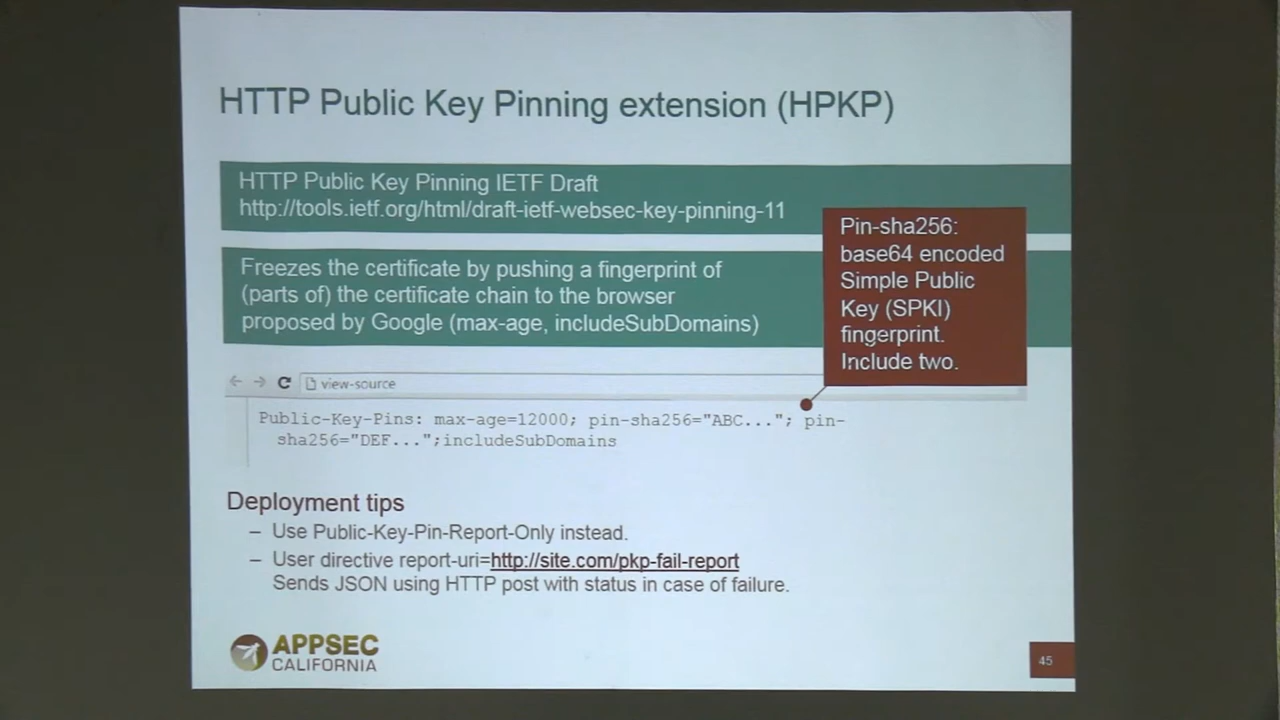 HTTP Public Key Pinning extension (HPKP)
HTTP Public Key Pinning IETF Draft
http://tools.ietf.org/html/draft-ietf-websec-key-pinning-11
Freezes the certificate by pushing a fingerprint of
(parts of) the certificate chain to the browser
proposed by Google (max-age, includeSubDomains)
Pin-sha256:
base64 encoded
Simple Public
Key (SPKI)
fingerprint.
Include two.
view-source
Public-Key-Pins: max-age=12000; pin-sha256="ABC..."; pin-
sha256="DEF...";includeSubDomains
Deployment tips
– Use Public-Key-Pin-Report-Only instead.
– User directive report-uri=http://site.com/pkp-fail-report
Sends JSON using HTTP post with status in case of failure.
APPSEC
CALIFORNIA
45